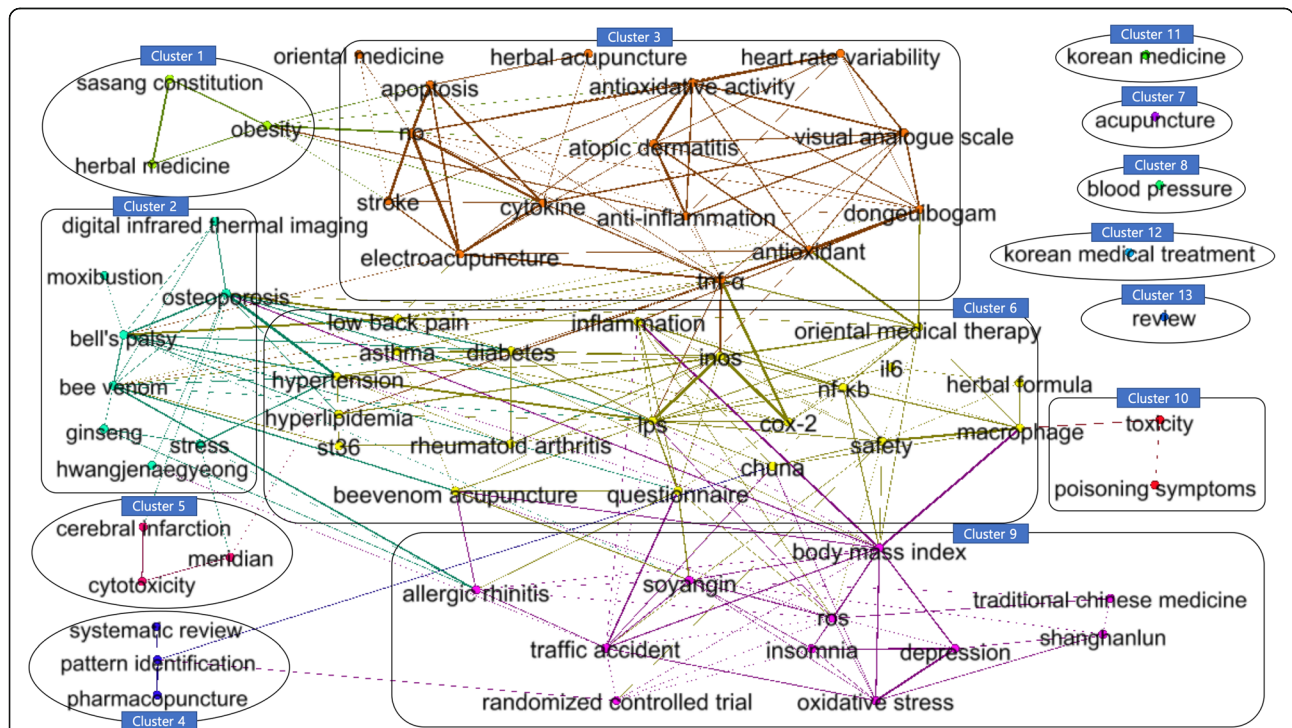 Cluster 1
sasang constitution
obesity
herbal medicine
Cluster 3
oriental medicine
herbal acupuncture
heart rate variability
apoptosis
antioxidative activity
no
atopic dermatitis
visual analogue scale
stroke
cytokine
anti-inflammation
dongeuibogam
electroacupuncture
antioxidant
tnf-α
Cluster 11
korean medicine
Cluster 7
acupuncture
Cluster 8
blood pressure
Cluster 12
korean medical treatment
Cluster 13
review
Cluster 2
digital infrared thermal imaging
moxibustion
osteoporosis
bell's palsy
bee venom
ginseng
stress
hwangjenaegyeong
Cluster 6
low back pain
inflammation
oriental medical therapy
asthma
diabetes
inos
il6
hypertension
nf-kb
herbal formula
hyperlipidemia
lps
cox-2
macrophage
st36
rheumatoid arthritis
safety
chuna
beevenom acupuncture
questionnaire
Cluster 10
toxicity
poisoning symptoms
Cluster 5
cerebral infarction
meridian
cytotoxicity
Cluster 4
systematic review
pattern identification
pharmacopuncture
Cluster 9
body mass index
allergic rhinitis
soyangin
traditional chinese medicine
ros
shanghanlun
traffic accident
insomnia
depression
randomized controlled trial
oxidative stress